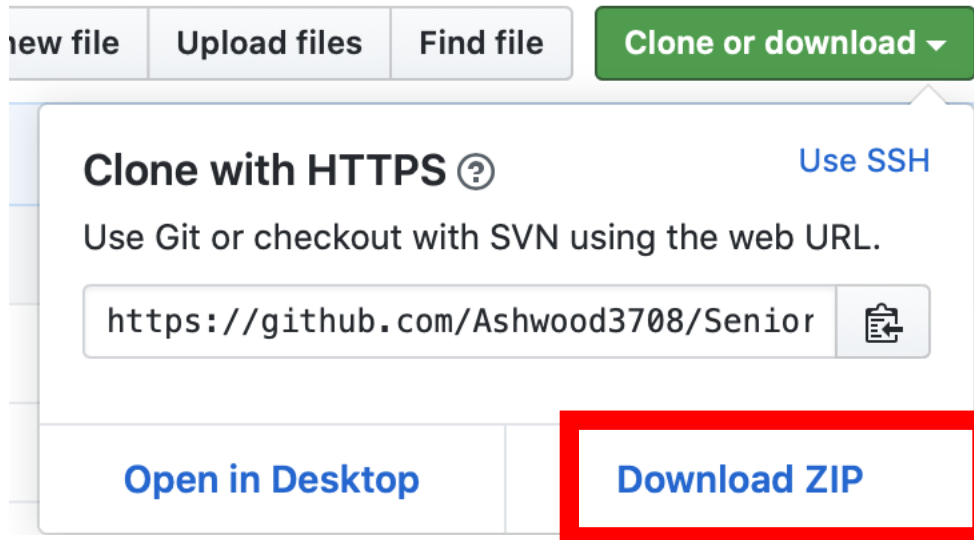 new file Upload files Find file Clone or download
Clone with HTTPS ?
Use SSH
Use Git or checkout with SVN using the web URL.
https://github.com/Ashwood3708/Senior
Open in Desktop Download ZIP